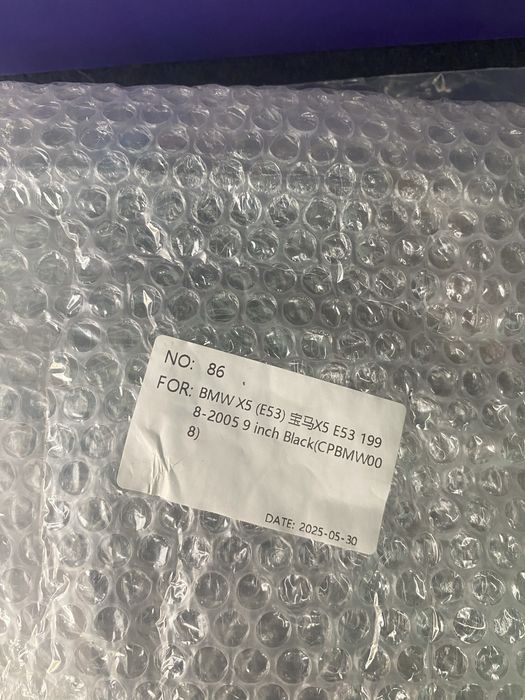 NO: 86
FOR: BMW X5 (E53) 宝马X5 E53 199
8-2005 9 inch Black(CPBMW00
8)
DATE: 2025-05-30